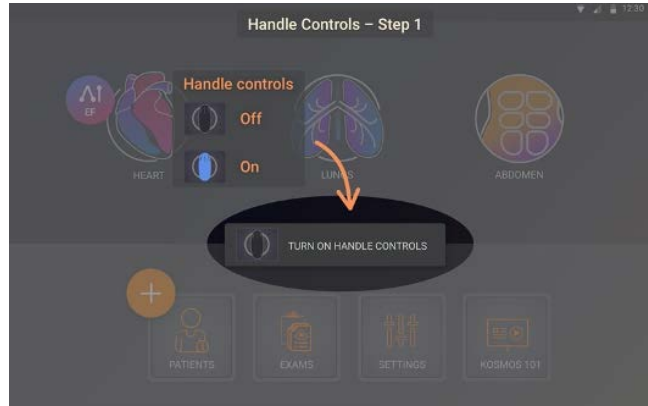 12:30
Handle Controls – Step 1
Handle controls
Off
On
AI
EF
HEART
LUNGS
ABDOMEN
TURN ON HANDLE CONTROLS
PATIENTS
EXAMS
SETTINGS
KOSMOS 101